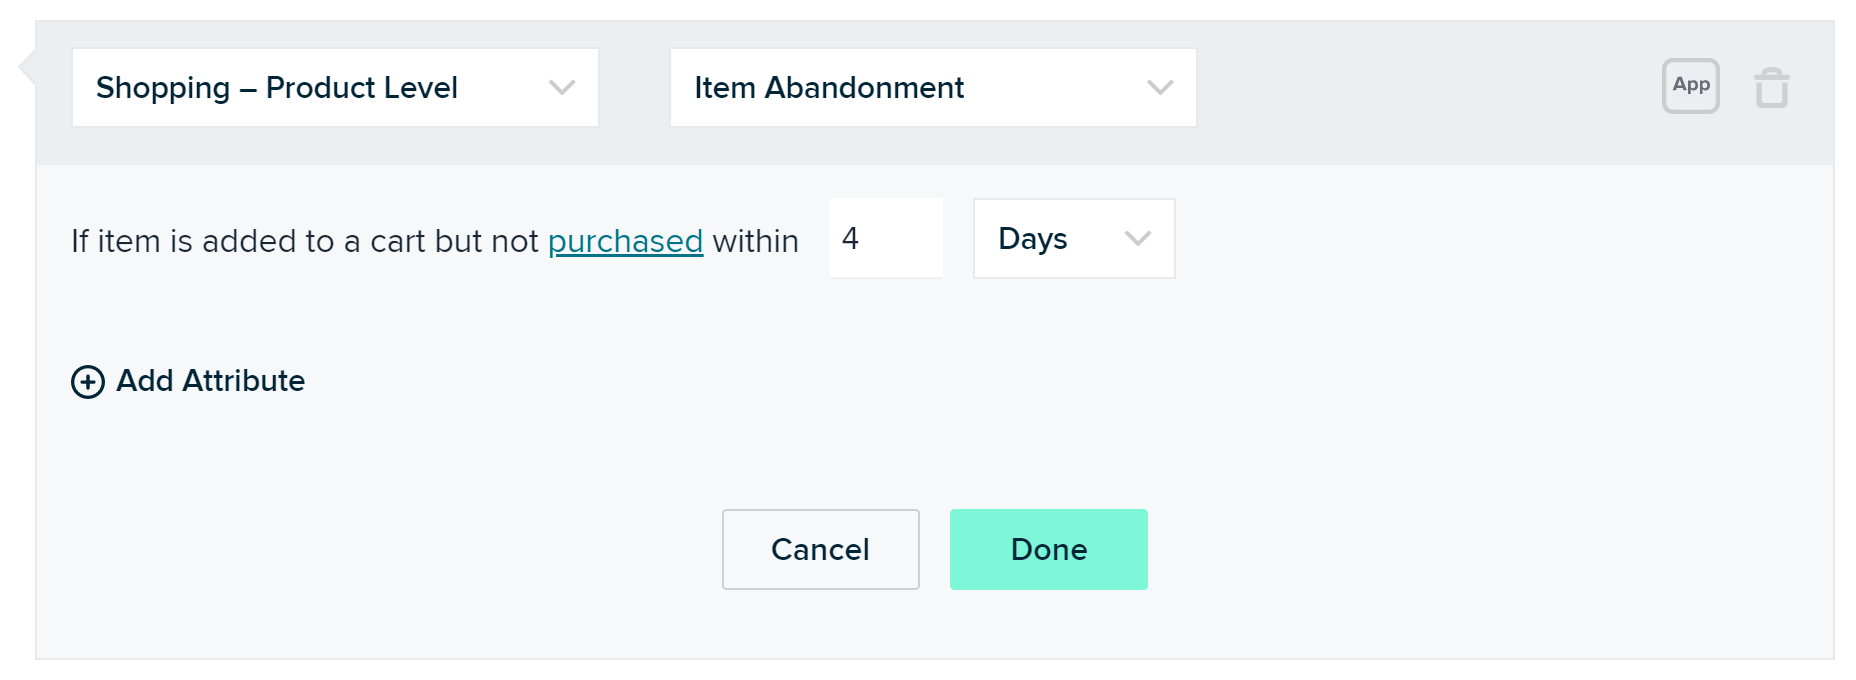 Shopping – Product Level Item Abandonment App
If item is added to a cart but not purchased within 4 Days
Add Attribute
Cancel Done